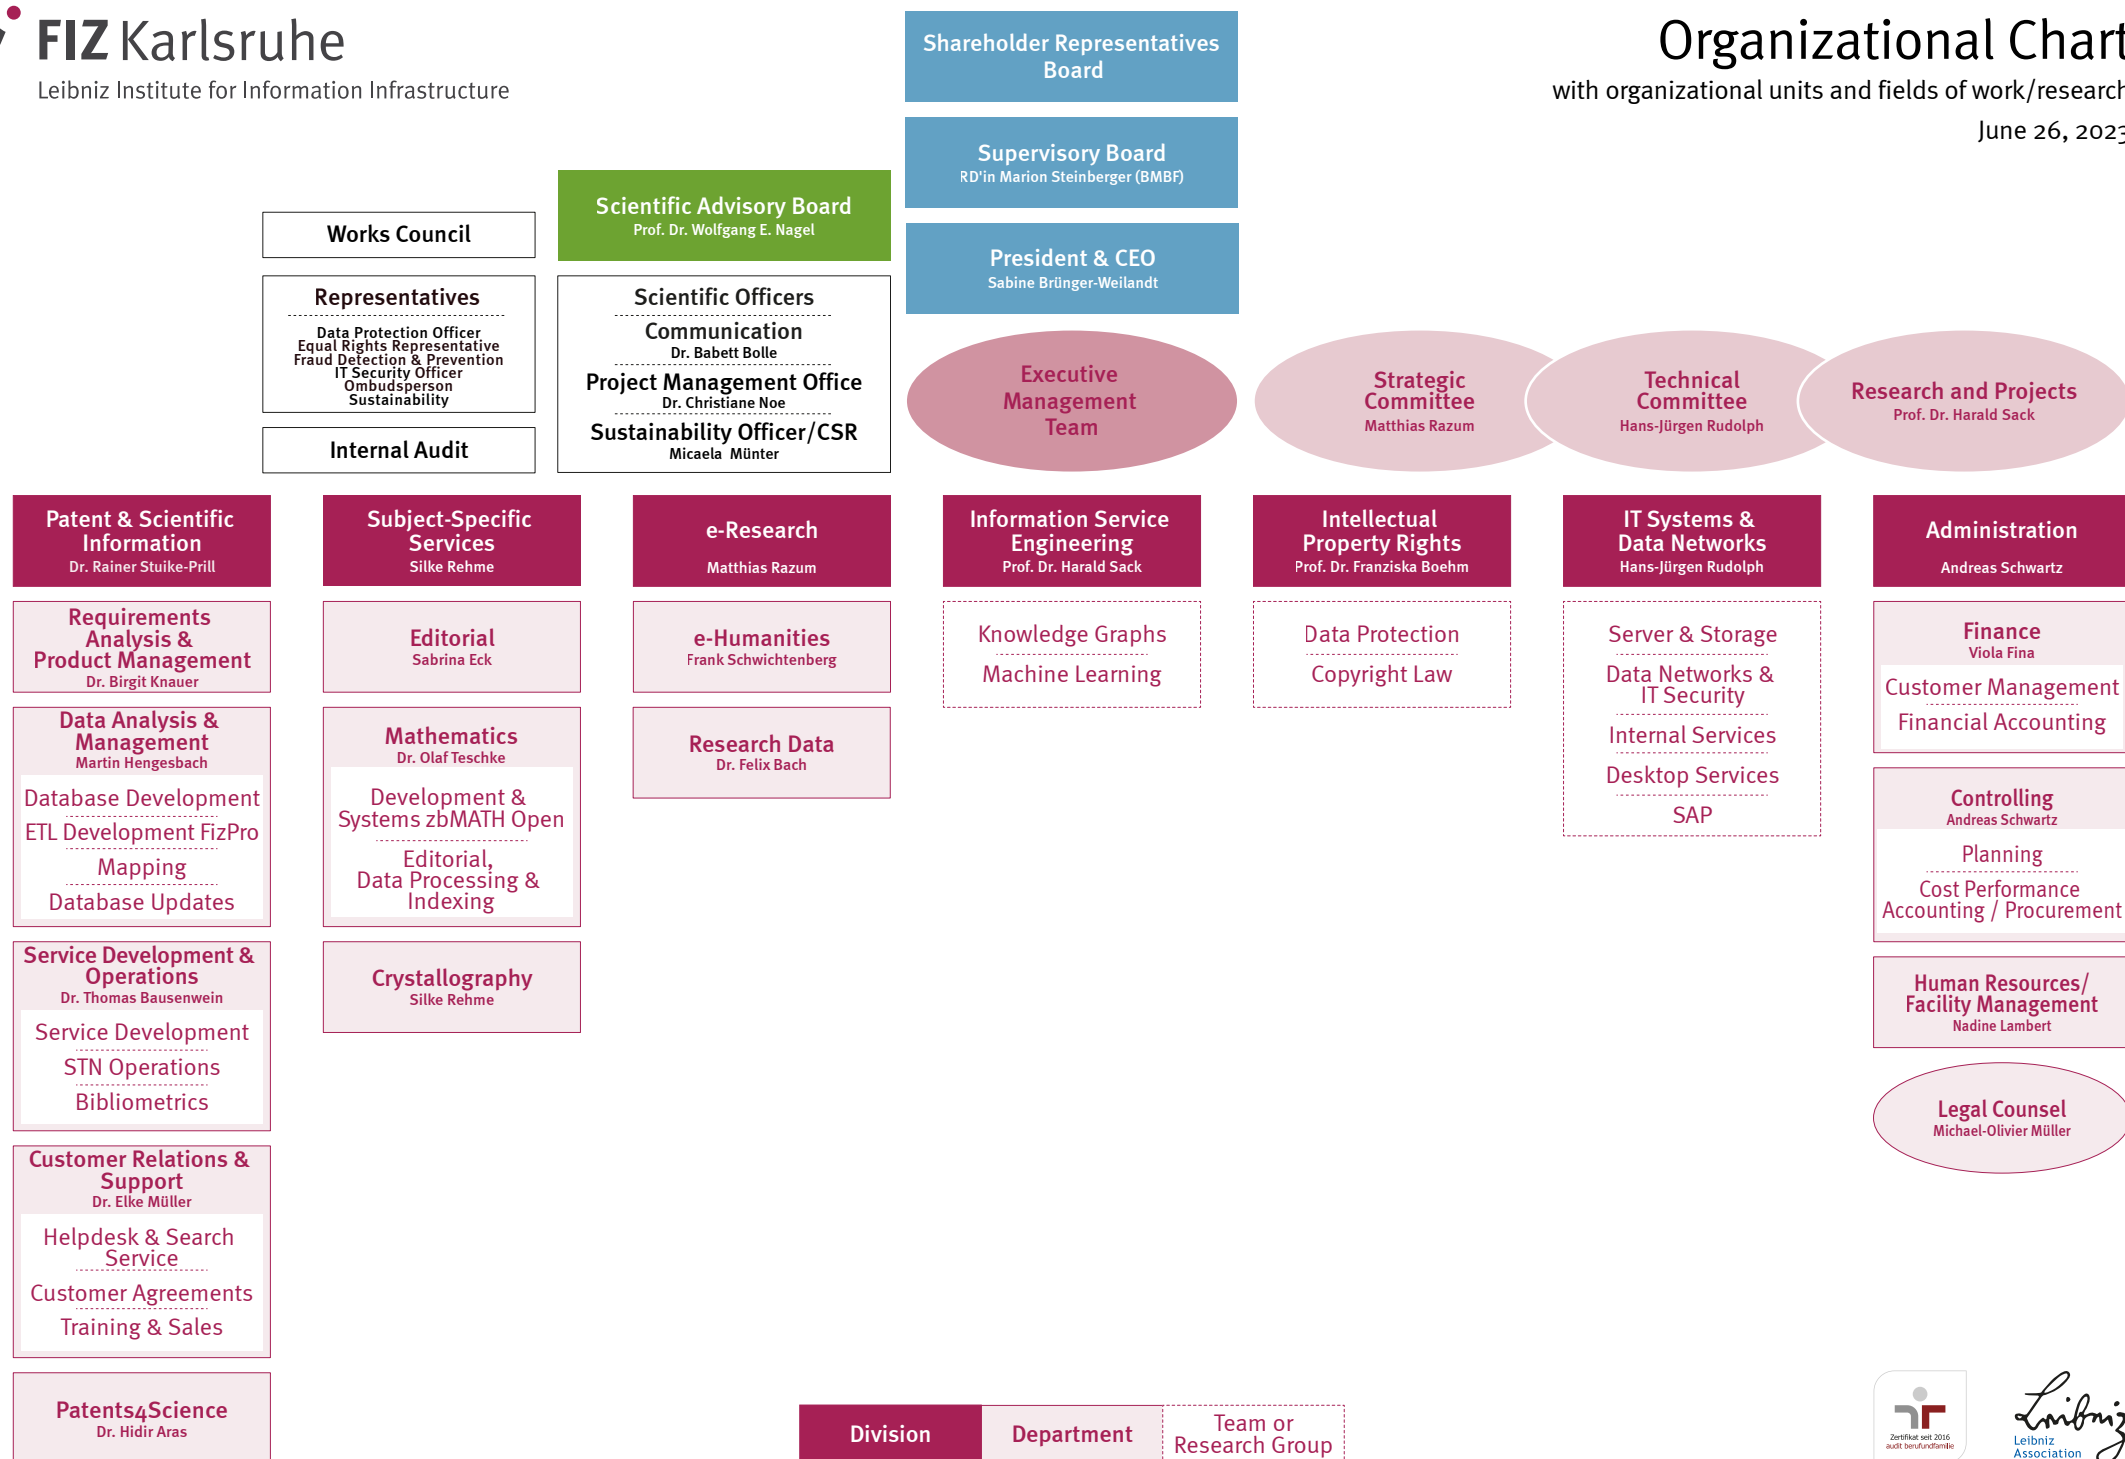 FIZ Karlsruhe
Leibniz Institute for Information Infrastructure
Organizational Chart
with organizational units and fields of work/research
June 26, 2023
Shareholder Representatives
Board
Supervisory Board
RD'in Marion Steinberger (BMBF)
President & CEO
Sabine Brünger-Weilandt
Scientific Advisory Board
Prof. Dr. Wolfgang E. Nagel
Works Council
Representatives
Data Protection Officer
Equal Rights Representative
Fraud Detection & Prevention
IT Security Officer
Ombudsperson
Sustainability
Internal Audit
Scientific Officers
Communication
Dr. Babett Bolle
Project Management Office
Dr. Christiane Noe
Sustainability Officer/CSR
Micaela Münter
Executive
Management
Team
Strategic
Committee
Matthias Razum
Technical
Committee
Hans-Jürgen Rudolph
Research and Projects
Prof. Dr. Harald Sack
Patent & Scientific
Information
Dr. Rainer Stuike-Prill
Requirements
Analysis &
Product Management
Dr. Birgit Knauer
Data Analysis &
Management
Martin Hengesbach
Database Development
ETL Development FizPro
Mapping
Database Updates
Service Development &
Operations
Dr. Thomas Bausenwein
Service Development
STN Operations
Bibliometrics
Customer Relations &
Support
Dr. Elke Müller
Helpdesk & Search
Service
Customer Agreements
Training & Sales
Patents4Science
Dr. Hidir Aras
Subject-Specific
Services
Silke Rehme
Editorial
Sabrina Eck
Mathematics
Dr. Olaf Teschke
Development &
Systems zbMATH Open
Editorial,
Data Processing &
Indexing
Crystallography
Silke Rehme
e-Research
Matthias Razum
e-Humanities
Frank Schwichtenberg
Research Data
Dr. Felix Bach
Information Service
Engineering
Prof. Dr. Harald Sack
Knowledge Graphs
Machine Learning
Intellectual
Property Rights
Prof. Dr. Franziska Boehm
Data Protection
Copyright Law
IT Systems &
Data Networks
Hans-Jürgen Rudolph
Server & Storage
Data Networks &
IT Security
Internal Services
Desktop Services
SAP
Administration
Andreas Schwartz
Finance
Viola Fina
Customer Management
Financial Accounting
Controlling
Andreas Schwartz
Planning
Cost Performance
Accounting / Procurement
Human Resources/
Facility Management
Nadine Lambert
Legal Counsel
Michael-Olivier Müller
Division
Department
Team or
Research Group
Zertifikat seit 2016
audit berufundfamilie
Leibniz
Leibniz
Association